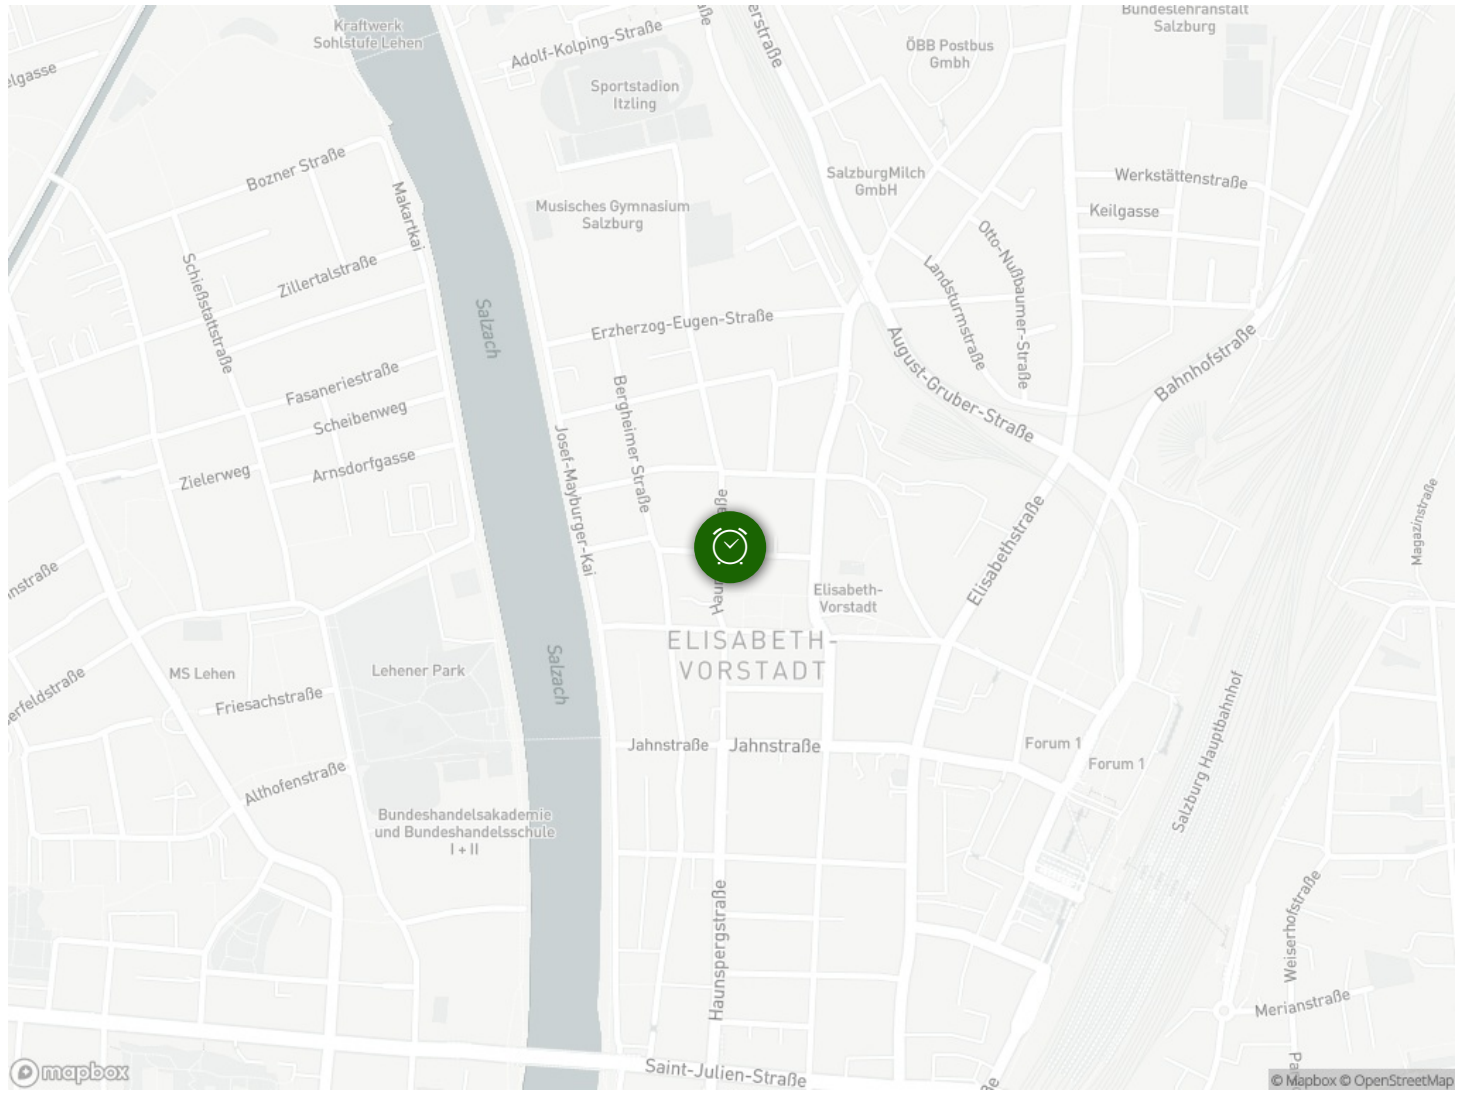 Kraftwerk
Sohlstufe Lehen
Adolf-Kolping-Straße
Bundeslehranstalt
Salzburg
ÖBB Postbus
Gmbh
Sportstadion
Itzling
Bozner Straße
Makartkai
SalzburgMilch
GmbH
Werkstättenstraße
Keilgasse
Musisches Gymnasium
Salzburg
Otto-Nußbaumer-Straße
Landsturmstraße
Schießstattstraße
Zillertalstraße
Salzach
Erzherzog-Eugen-Straße
August-Gruber-Straße
Bahnhofstraße
Fasaneriestraße
Scheibenweg
Bergheimer Straße
Josef-Mayburger-Kai
Zielerweg
Arnsdorfgasse
Elisabethstraße
Magazinstraße
Elisabeth-
Vorstadt
ELISABETH-
VORSTADT
MS Lehen
Lehener Park
Salzach
Friesachstraße
Jahnstraße
Jahnstraße
Forum 1
Forum 1
Salzburg Hauptbahnhof
Althofenstraße
Bundeshandelsakademie
und Bundeshandelsschule
I + II
Haunspergstraße
Weiserhofstraße
Merianstraße
Saint-Julien-Straße
mapbox
© Mapbox © OpenStreetMap